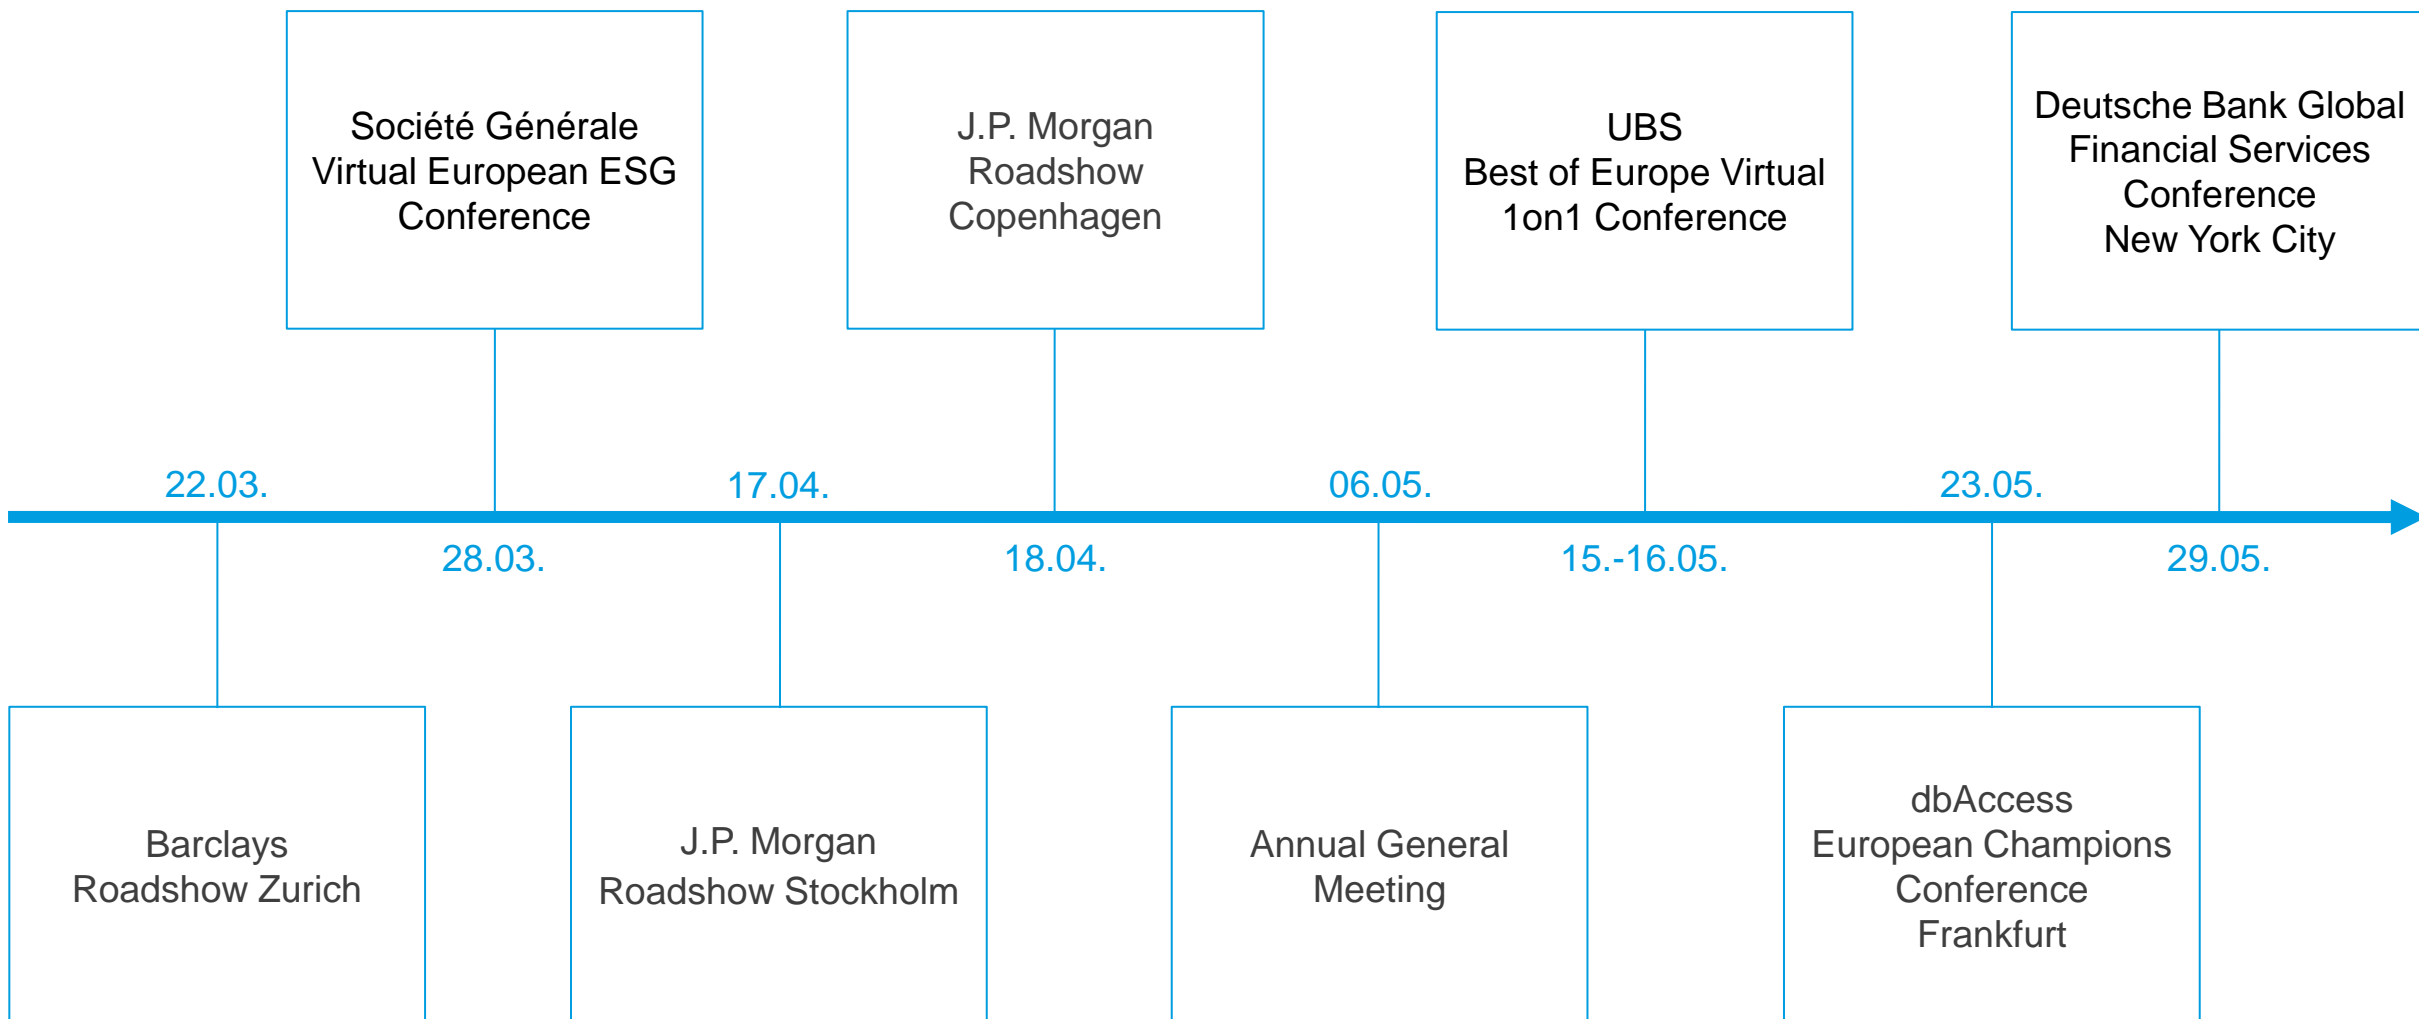 Société Générale
Virtual European ESG
Conference
J.P. Morgan
Roadshow
Copenhagen
UBS
Best of Europe Virtual
1on1 Conference
Deutsche Bank Global
Financial Services
Conference
New York City
22.03.
17.04.
06.05.
23.05.
28.03.
18.04.
15.-16.05.
29.05.
Barclays
Roadshow Zurich
J.P. Morgan
Roadshow Stockholm
Annual General
Meeting
dbAccess
European Champions
Conference
Frankfurt